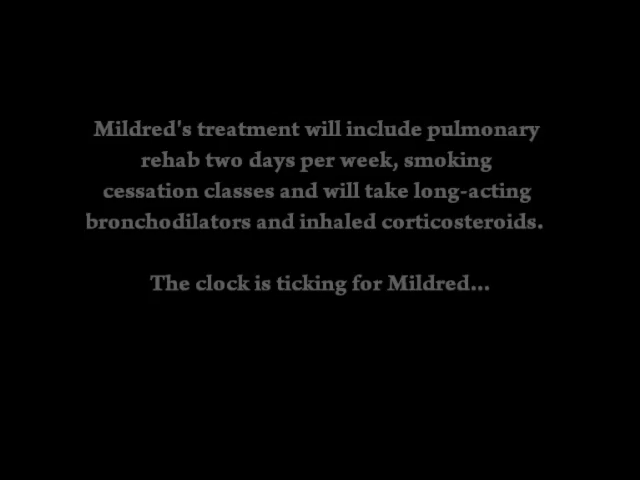 Mildred's treatment will include pulmonary
rehab two days per week, smoking
cessation classes and will take long-acting
bronchodilators and inhaled corticosteroids.
The clock is ticking for Mildred...